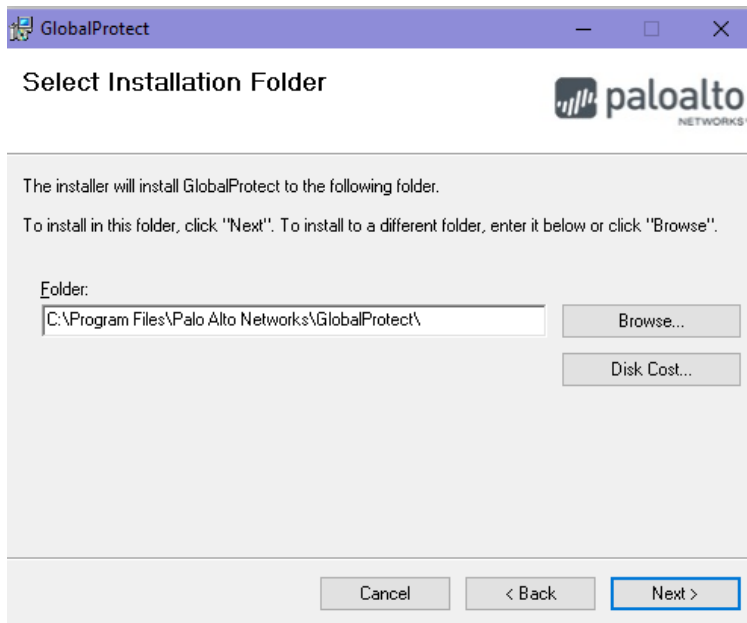 GlobalProtect
Select Installation Folder
paloalto
NETWORKS
The installer will install GlobalProtect to the following folder.
To install in this folder, click "Next". To install to a different folder, enter it below or click "Browse".
Folder:
C:\Program Files\Palo Alto Networks\GlobalProtect\
Browse...
Disk Cost...
Cancel
< Back
Next >